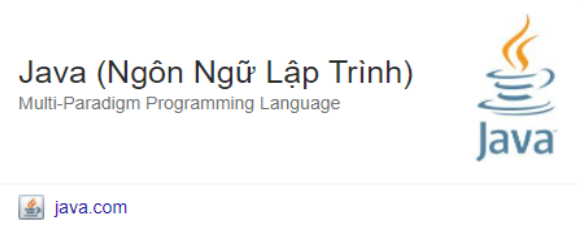 Java (Ngôn Ngữ Lập Trình)
Multi-Paradigm Programming Language
Java
java.com